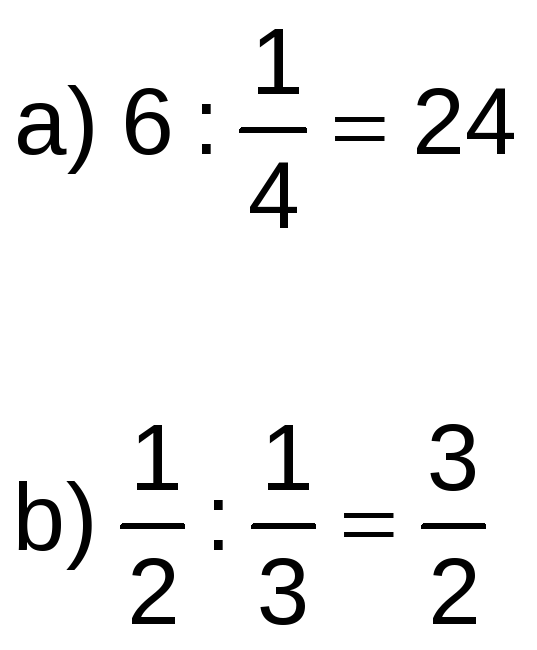 a) 6 : 1/4 = 24
b) 1/2 : 1/3 = 3/2